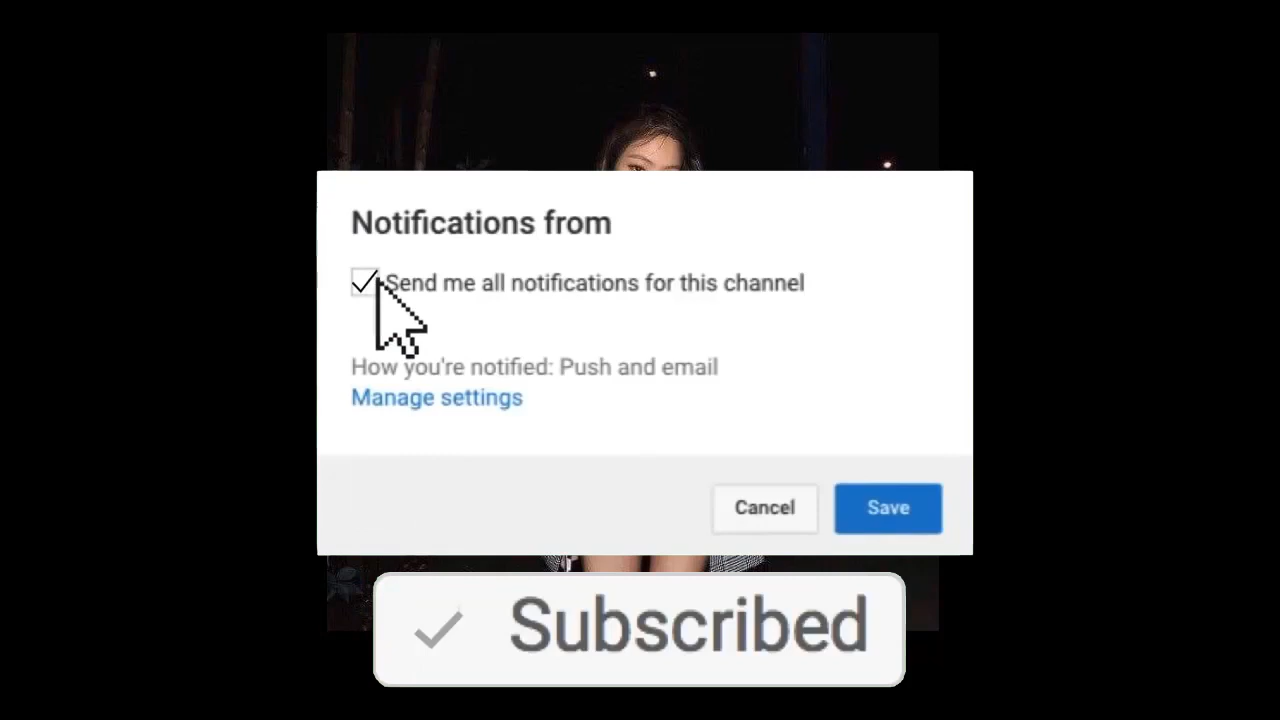 Notifications from
Send me all notifications for this channel
How you're notified: Push and email
Manage settings
Cancel
Save
Subscribed